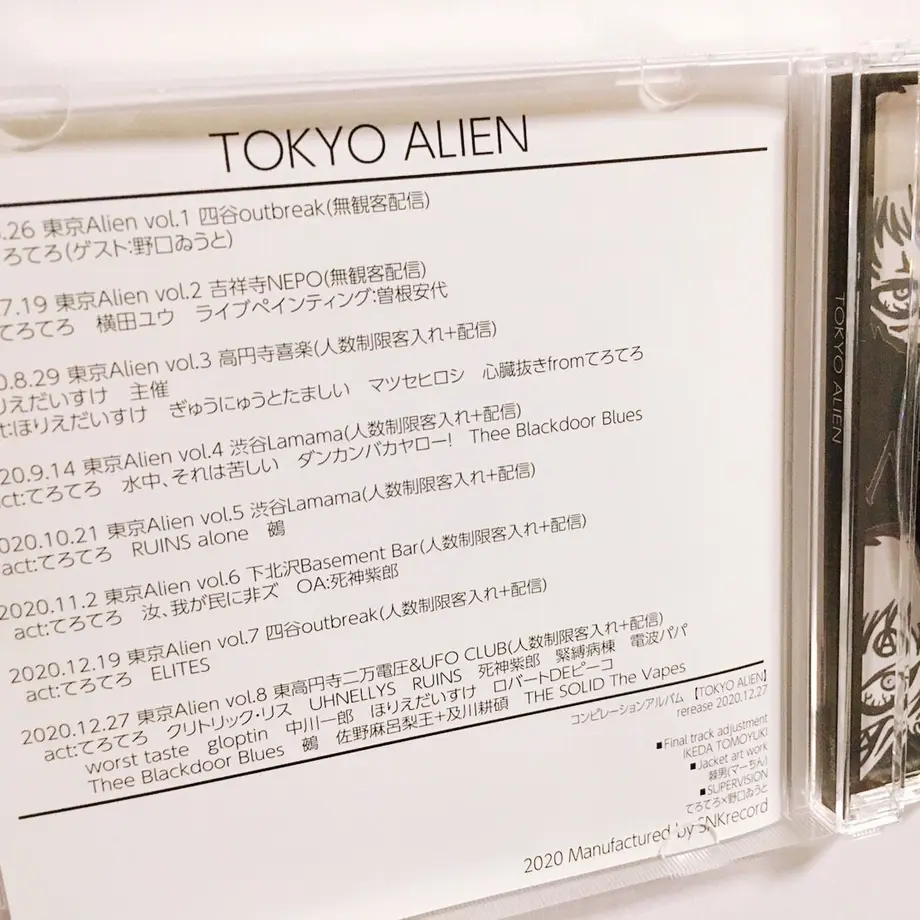 TOKYO ALIEN
.26 東京Alien vol.1 四谷outbreak(無観客配信)
ろてろ(ゲスト:野口ゐうと)
7.19 東京Alien vol.2 吉祥寺NEPO(無観客配信)
てろてろ 横田ユウ ライブペインティング:曽根安代
0.8.29 東京Alien vol.3 高円寺喜楽(人数制限客入れ+配信)
りえだいすけ 主催
ct:ほりえだいすけ ぎゅうにゅうとたましい マツセヒロシ 心臓抜きfromてろてろ
20.9.14 東京Alien vol.4 渋谷Lamama(人数制限客入れ+配信)
act:てろてろ 水中、それは苦しい ダンカンバカヤロー! Thee Blackdoor Blues
2020.10.21 東京Alien vol.5 渋谷Lamama(人数制限客入れ+配信)
act:てろてろ RUINS alone 鵺
2020.11.2 東京Alien vol.6 下北沢Basement Bar(人数制限客入れ+配信)
act:てろてろ 汝、我が民に非ズ OA:死神紫郎
2020.12.19 東京Alien vol.7 四谷outbreak(人数制限客入れ+配信)
act:てろてろ ELITES
2020.12.27 東京Alien vol.8 東高円寺二万電圧&UFO CLUB(人数制限客入れ+配信)
act:てろてろ クリトリック・リス UHNELLYS RUINS 死神紫郎 緊縛病棟 電波パパ
worst taste gloptin 中川一郎 ほりえだいすけ ロバートDEピーコ
Thee Blackdoor Blues 鵺 佐野麻呂梨王+及川耕碩 THE SOLID The Vapes
コンピレーションアルバム 【TOKYO ALIEN】
rerease 2020.12.27
■Final track adjustment
IKEDA TOMOYUKI
■Jacket art work
棘男(マーちん)
■SUPERVISION
てろてろ×野口ゐうと
2020 Manufactured by SNKrecord
TOKYO ALIEN